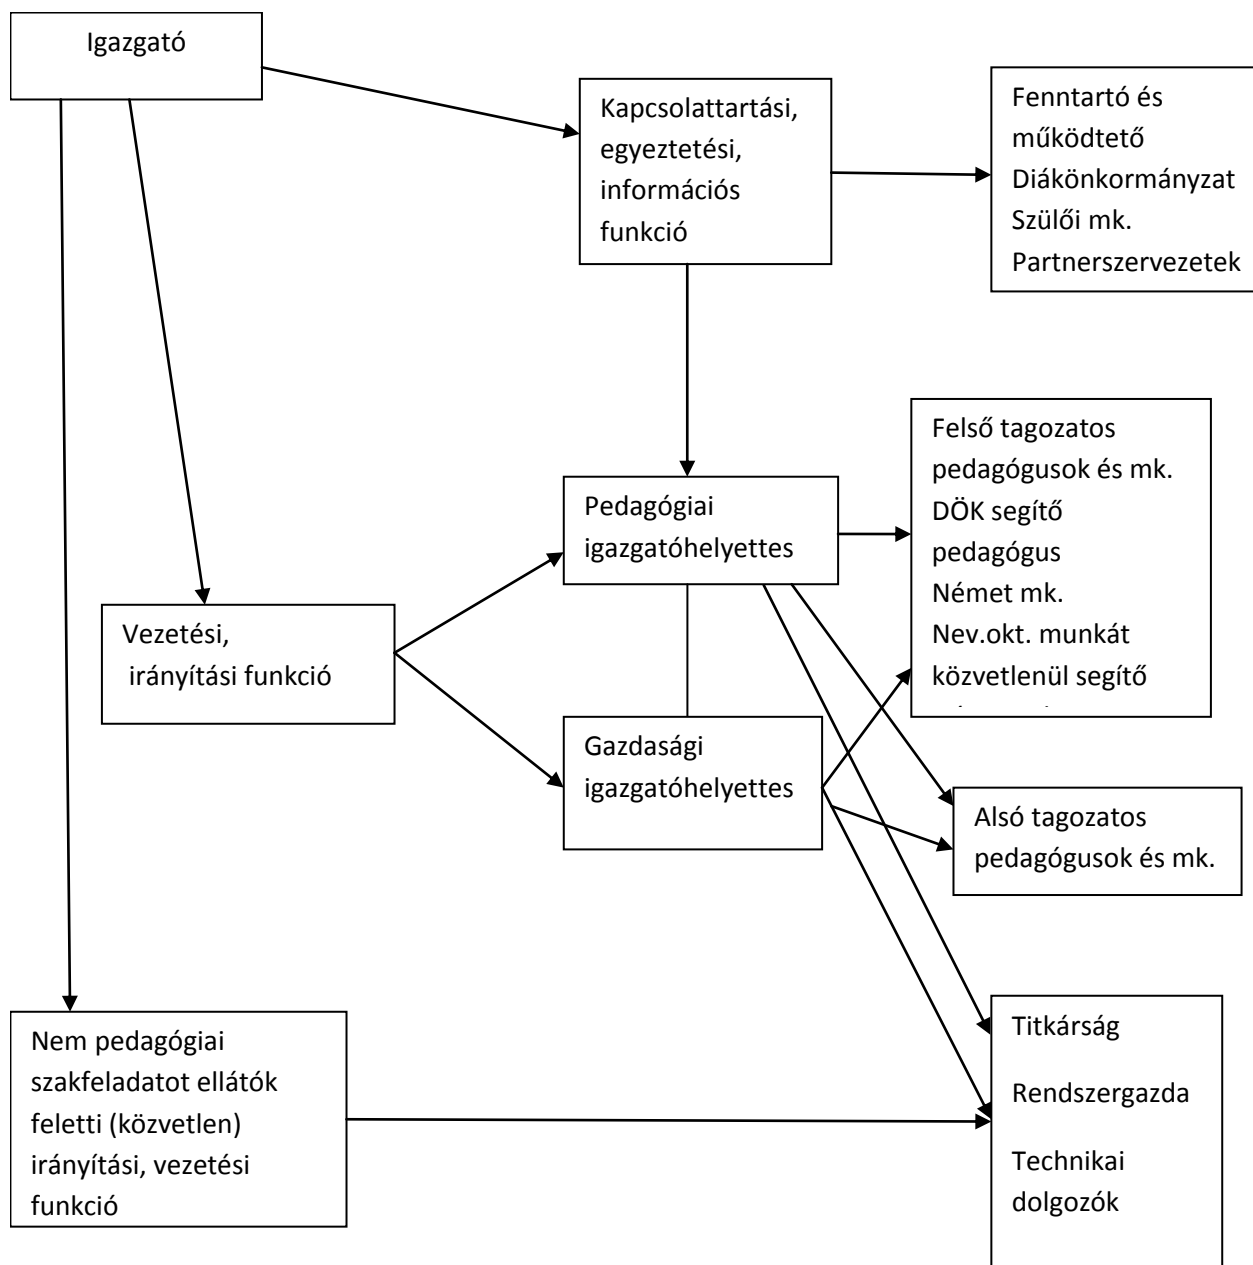 Igazgató
Kapcsolattartási,
egyeztetési,
információs
funkció
Fenntartó és
működtető
Diákönkormányzat
Szülői mk.
Partnerszervezetek
Felső tagozatos
pedagógusok és mk.
DÖK segítő
pedagógus
Német mk.
Nev.okt. munkát
közvetlenül segítő
Pedagógiai
igazgatóhelyettes
Vezetési,
irányítási funkció
Gazdasági
igazgatóhelyettes
Alsó tagozatos
pedagógusok és mk.
Nem pedagógiai
szakfeladatot ellátók
feletti (közvetlen)
irányítási, vezetési
funkció
Titkárság
Rendszergazda
Technikai
dolgozók